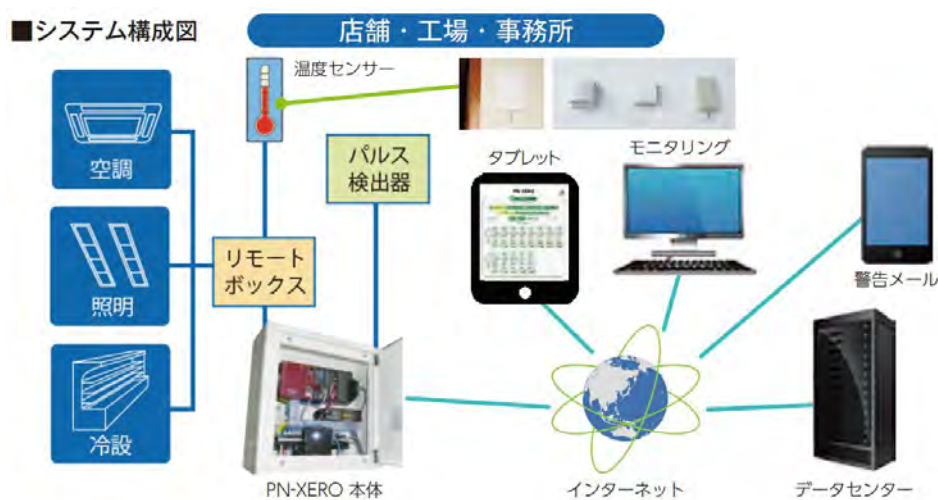 ■システム構成図
店舗・工場・事務所
温度センサー
空調
パルス
検出器
タブレット
モニタリング
PN-XERO
リモート
ボックス
照明
警告メール
冷設
PN-XERO 本体
インターネット
データセンター